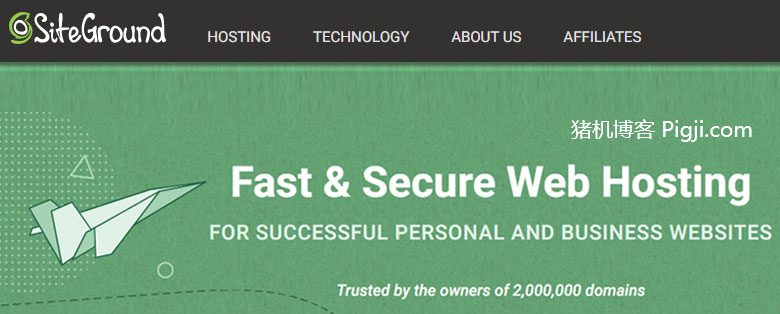 SiteGround
HOSTING TECHNOLOGY ABOUT US AFFILIATES
猪机博客 Pigji.com
Fast & Secure Web Hosting
FOR SUCCESSFUL PERSONAL AND BUSINESS WEBSITES
Trusted by the owners of 2,000,000 domains